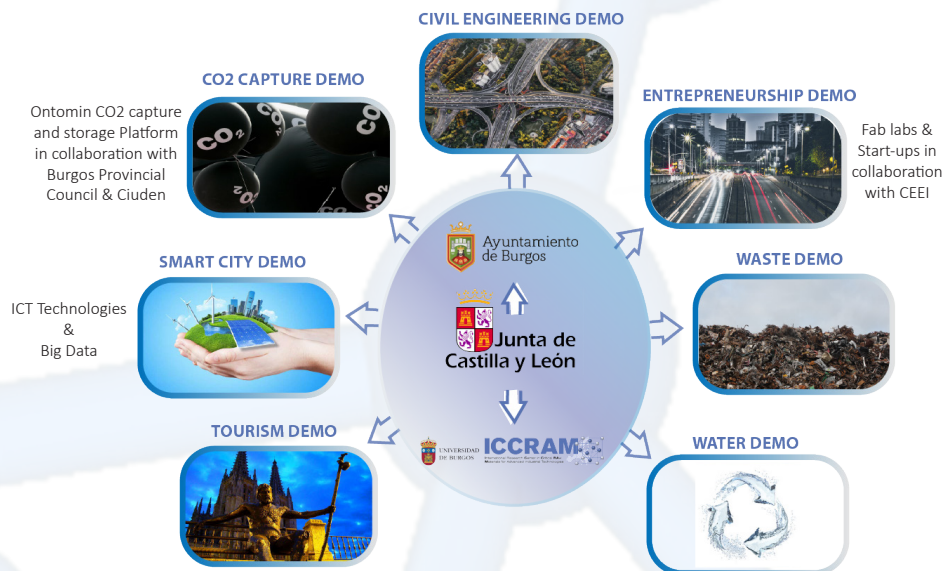 CIVIL ENGINEERING DEMO
CO2 CAPTURE DEMO
Ontomin CO2 capture
and storage Platform
in collaboration with
Burgos Provincial
Council & Ciuden
CO2
CO2
CO2
CO2
CO2
ENTREPRENEURSHIP DEMO
Fab labs &
Start-ups in
collaboration
with CEEI
Ayuntamiento
de Burgos
SMART CITY DEMO
ICT Technologies
&
Big Data
WASTE DEMO
Junta de
Castilla y León
TOURISM DEMO
UNIVERSIDAD
DE BURGOS
ICCRAM
WATER DEMO